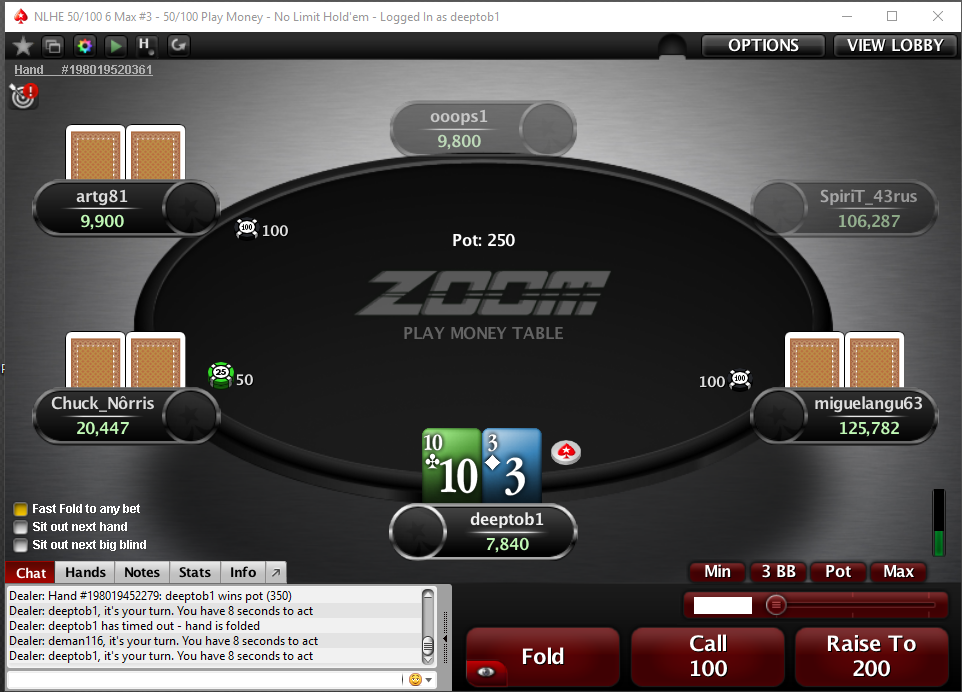 NLHE 50/100 6 Max #3 - 50/100 Play Money - No Limit Hold'em - Logged In as deeptob1
H
OPTIONS
VIEW LOBBY
Hand #198019520361
!
ooops1
9,800
artg81
9,900
SpiriT_43rus
106,287
100 100
Pot: 250
ZOOM
PLAY MONEY TABLE
25 50
100 100
Chuck_Nôrris
20,447
miguelangu63
125,782
10 3
10 3
deeptob1
7,840
Fast Fold to any bet
Sit out next hand
Sit out next big blind
Chat Hands Notes Stats Info
Min 3 BB Pot Max
Dealer: Hand #198019452279: deeptob1 wins pot (350)
Dealer: deeptob1, it's your turn. You have 8 seconds to act
Dealer: deeptob1 has timed out - hand is folded
Dealer: deman116, it's your turn. You have 8 seconds to act
Dealer: deeptob1, it's your turn. You have 8 seconds to act
Fold
Call
100
Raise To
200